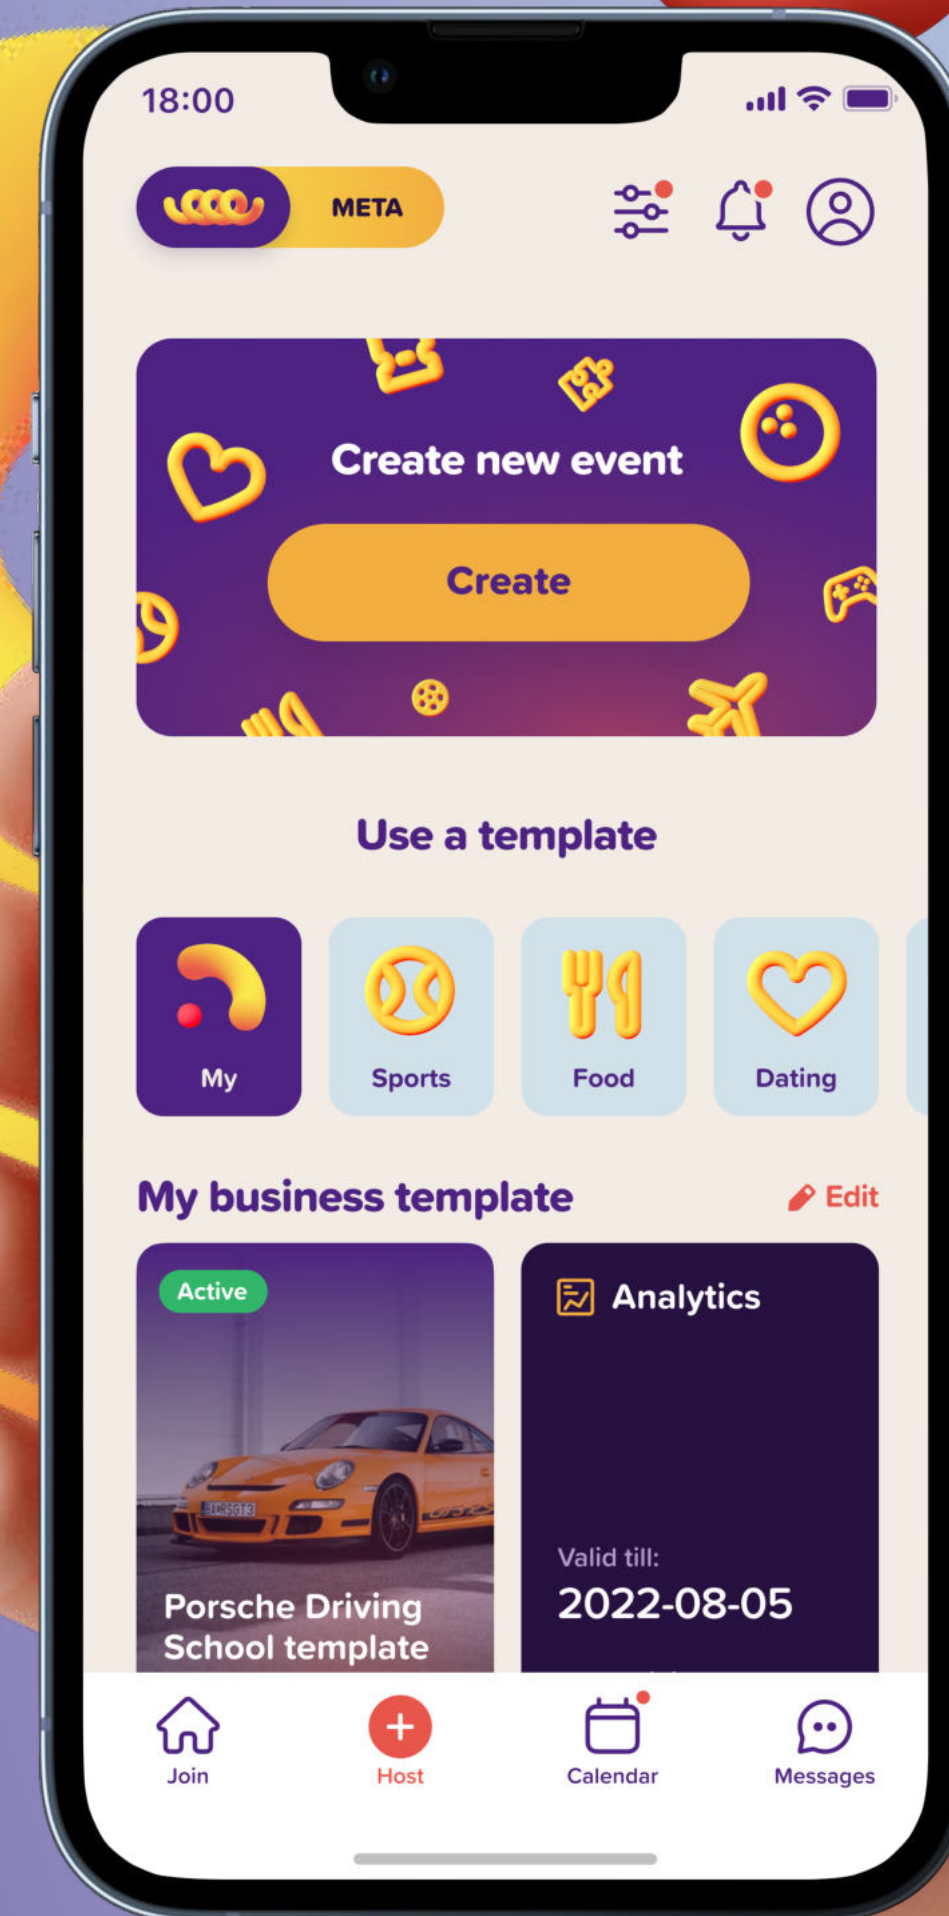 18:00
META
Create new event
Create
Use a template
My
Sports
Food
Dating
My business template
Edit
Active
Analytics
Valid till:
2022-08-05
Porsche Driving
School template
Join
Host
Calendar
Messages